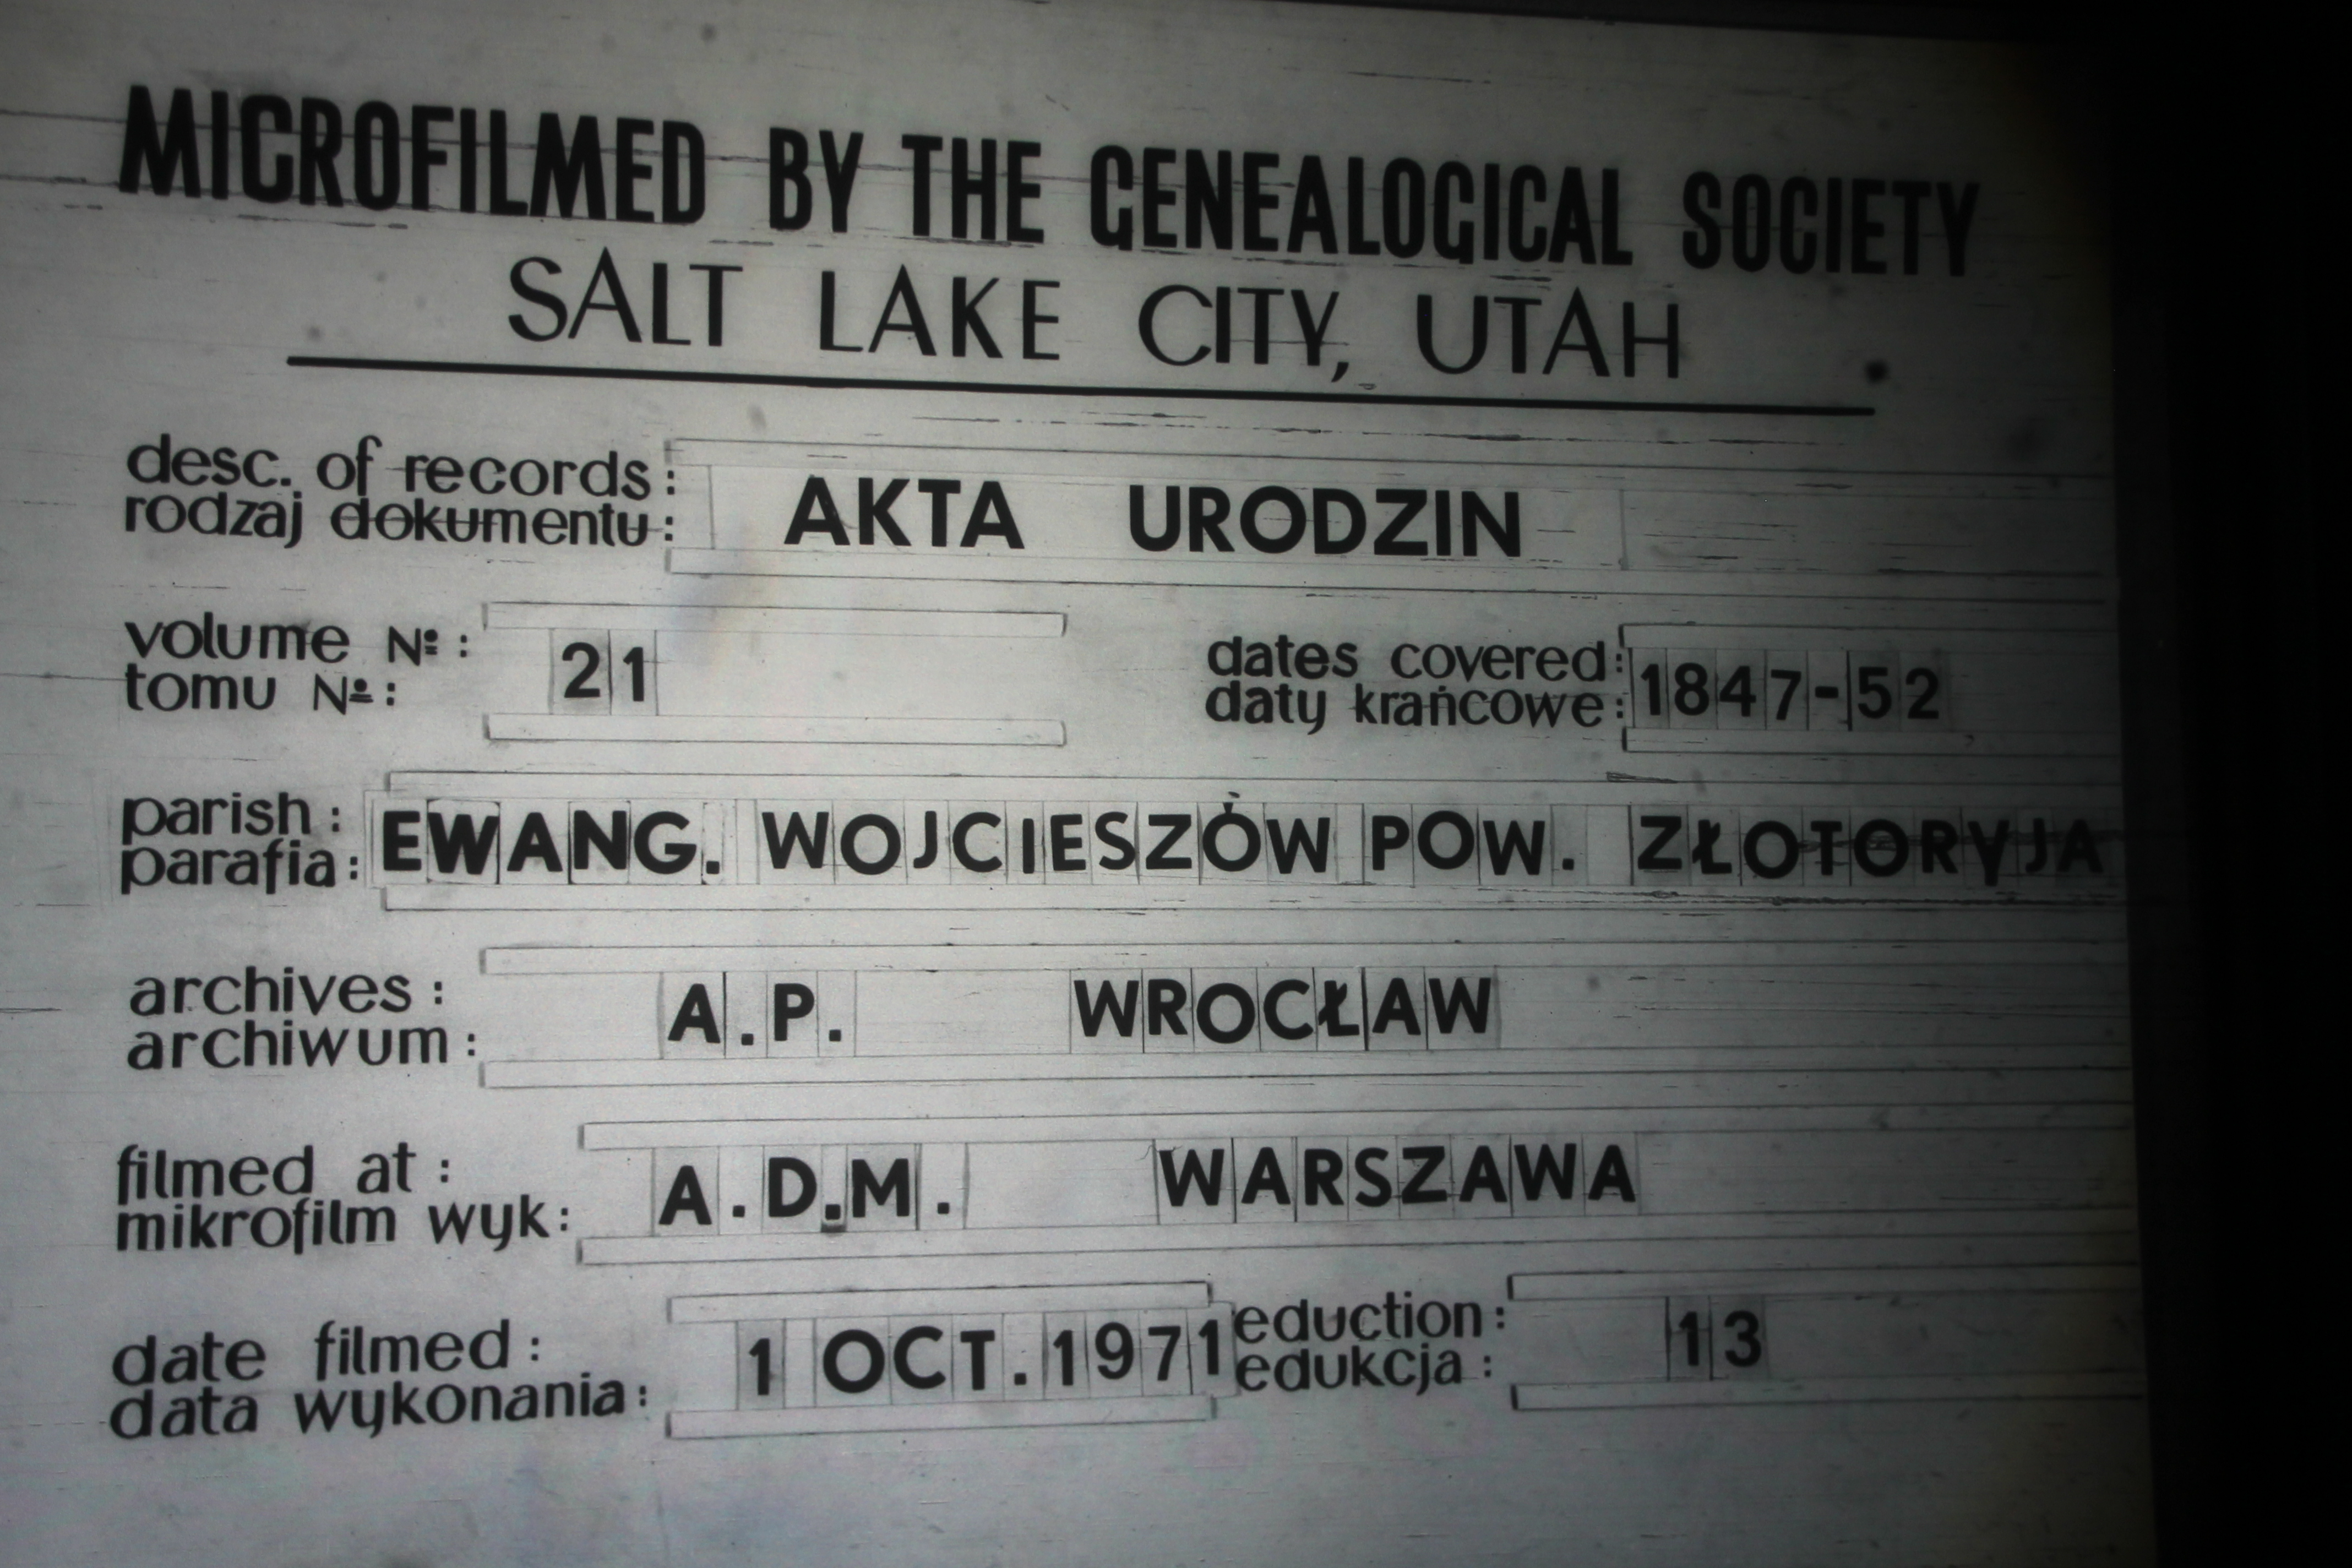 MICROFILMED BY THE GENEALOGICAL SOCIETY
SALT LAKE CITY, UTAH
desc. of records:
rodzaj dokumentu: AKTA URODZIN
volume №:
tomu №: 21
dates covered:
daty krańcowe: 1847-52
parish:
parafia: EWANG. WOJCIESZÓW POW. ZŁOTORYJA
archives:
archiwum: A.P. WROCŁAW
filmed at:
mikrofilm wyk: A.D.M. WARSZAWA
date filmed:
data wykonania: 1 OCT. 1971
eduction:
edukcja: 13